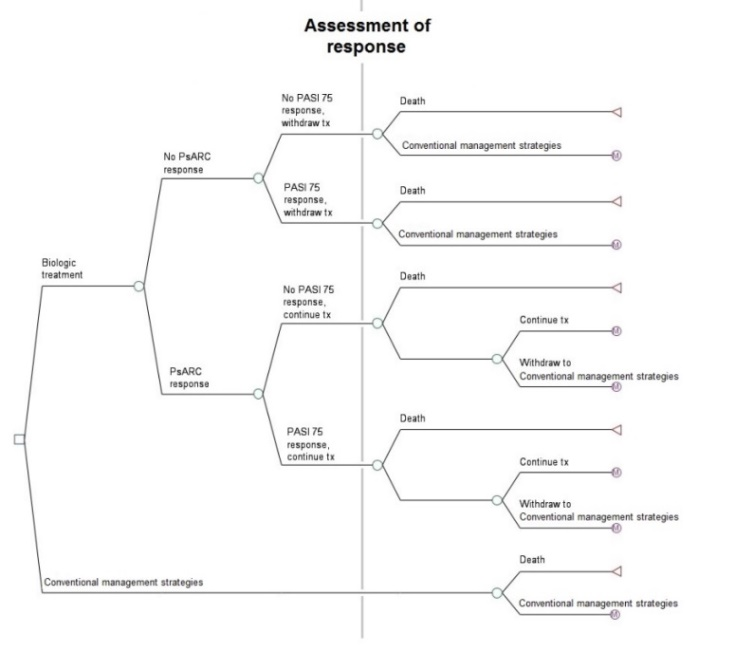 Assessment of
response
No PASI 75
response,
withdraw tx
Death
Conventional management strategies
No PsARC
response
PASI 75
response,
withdraw tx
Death
Conventional management strategies
Biologic
treatment
No PASI 75
response,
continue tx
Death
Continue tx
Withdraw to
Conventional management strategies
PsARC
response
PASI 75
response,
continue tx
Death
Continue tx
Withdraw to
Conventional management strategies
Conventional management strategies
Death
Conventional management strategies